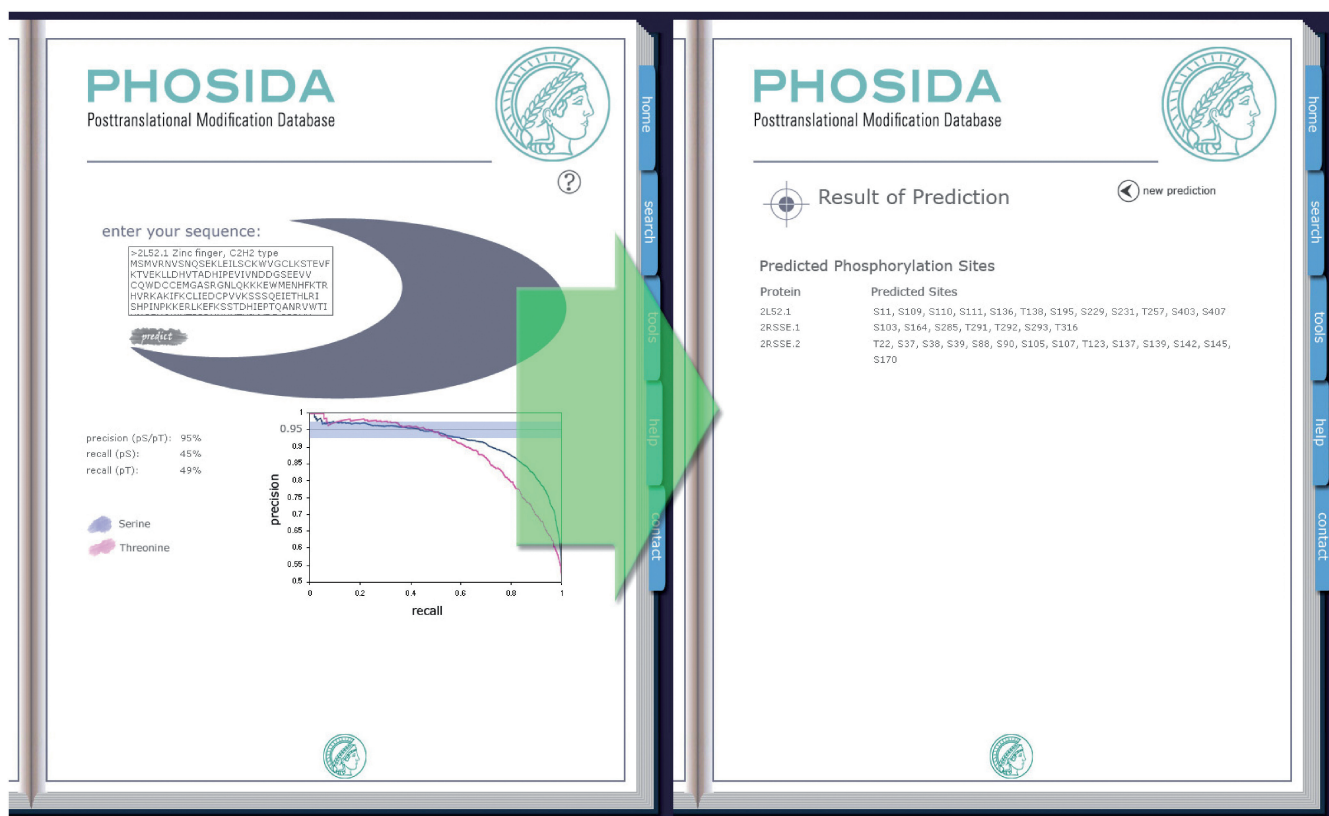 PHOSIDA
Posttranslational Modification Database
?
enter your sequence:
>2L52.1 Zinc finger, C2H2 type
MSMVRNVSNQSEKLEILSCKWVGCLKSTEVF
KTVEKLLDHVTADHIPEVIVNDDGSEEVV
CQWDCCEMGASRGNLQKKKEWMENHFKTR
HVRKAKIFKCLIEDCPVVKSSSQEIETHLRI
SHPINPKKERLKEFKSSTDHIEPTQANRVWTI
predict
precision (pS/pT): 95%
recall (pS): 45%
recall (pT): 49%
Serine
Threonine
precision
1
0.95
0.9
0.85
0.8
0.75
0.7
0.65
0.6
0.55
0.5
0 0.2 0.4 0.6 0.8 1
recall
home
search
tools
help
contact
PHOSIDA
Posttranslational Modification Database
Result of Prediction
new prediction
Predicted Phosphorylation Sites
Protein Predicted Sites
2L52.1 S11, S109, S110, S111, S136, T138, S195, S229, S231, T257, S403, S407
2RSSE.1 S103, S164, S285, T291, T292, S293, T316
2RSSE.2 T22, S37, S38, S39, S88, S90, S105, S107, T123, S137, S139, S142, S145,
S170
home
search
tools
help
contact